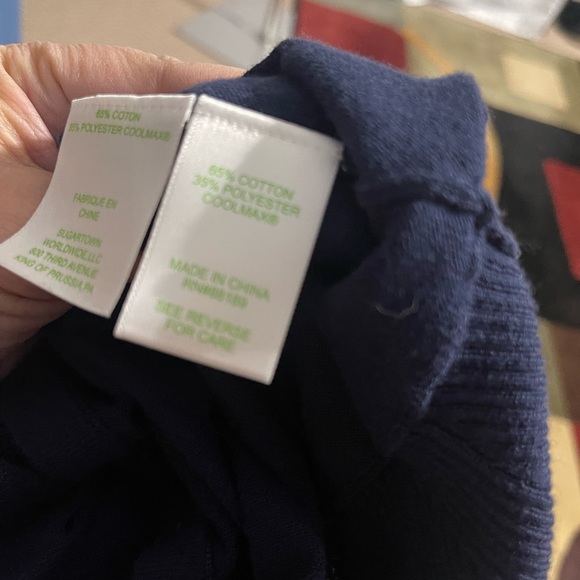 65% COTON
35% POLYESTER COOLMAX®
FABRIQUE EN
CHINE
SUGARTOWN
WORLDWIDE, LLC
800 THIRD AVENUE
KING OF PRUSSIA, PA
65% COTTON
35% POLYESTER
COOLMAX®
MADE IN CHINA
SEE REVERSE
FOR CARE